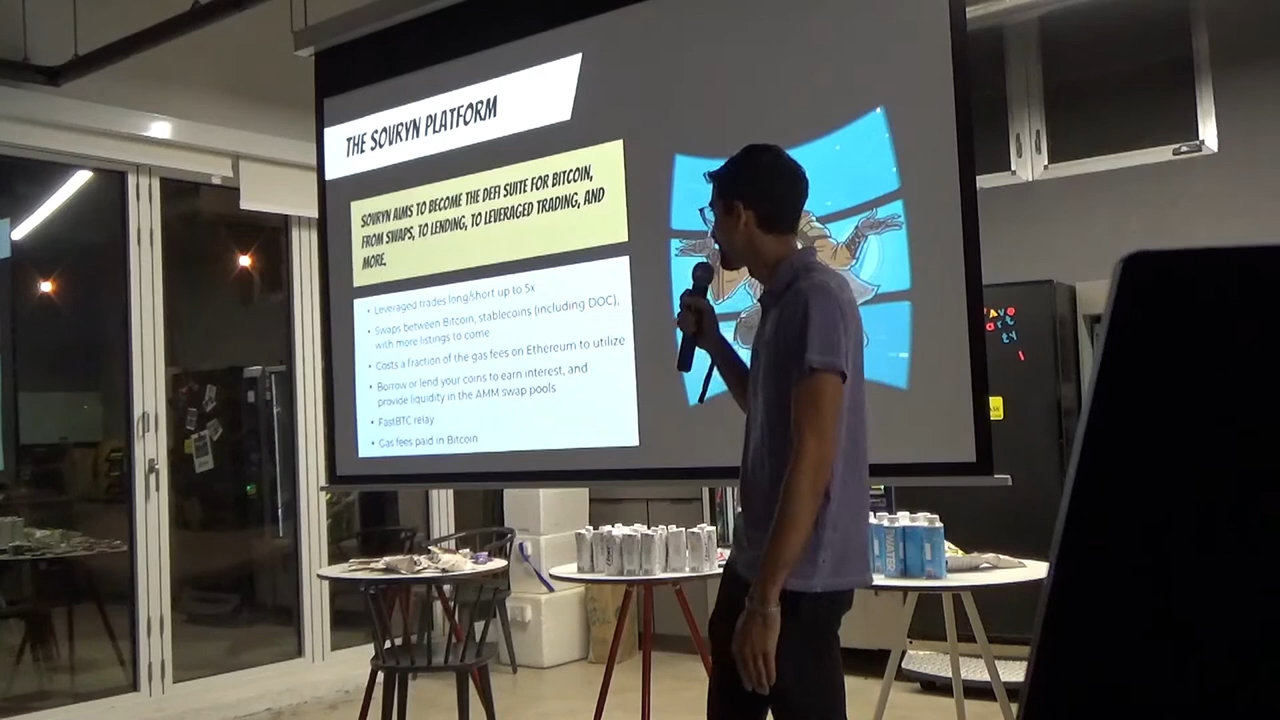 THE SOVRYN PLATFORM
SOVRYN AIMS TO BECOME THE DEFI SUITE FOR BITCOIN,
FROM SWAPS, TO LENDING, TO LEVERAGED TRADING, AND
MORE.
• Leveraged trades long/short up to 5x
• Swaps between Bitcoin, stablecoins (including DOC),
with more listings to come
• Costs a fraction of the gas fees on Ethereum to utilize
• Borrow or lend your coins to earn interest, and
provide liquidity in the AMM swap pools
• FastBTC relay
• Gas fees paid in Bitcoin
WATER